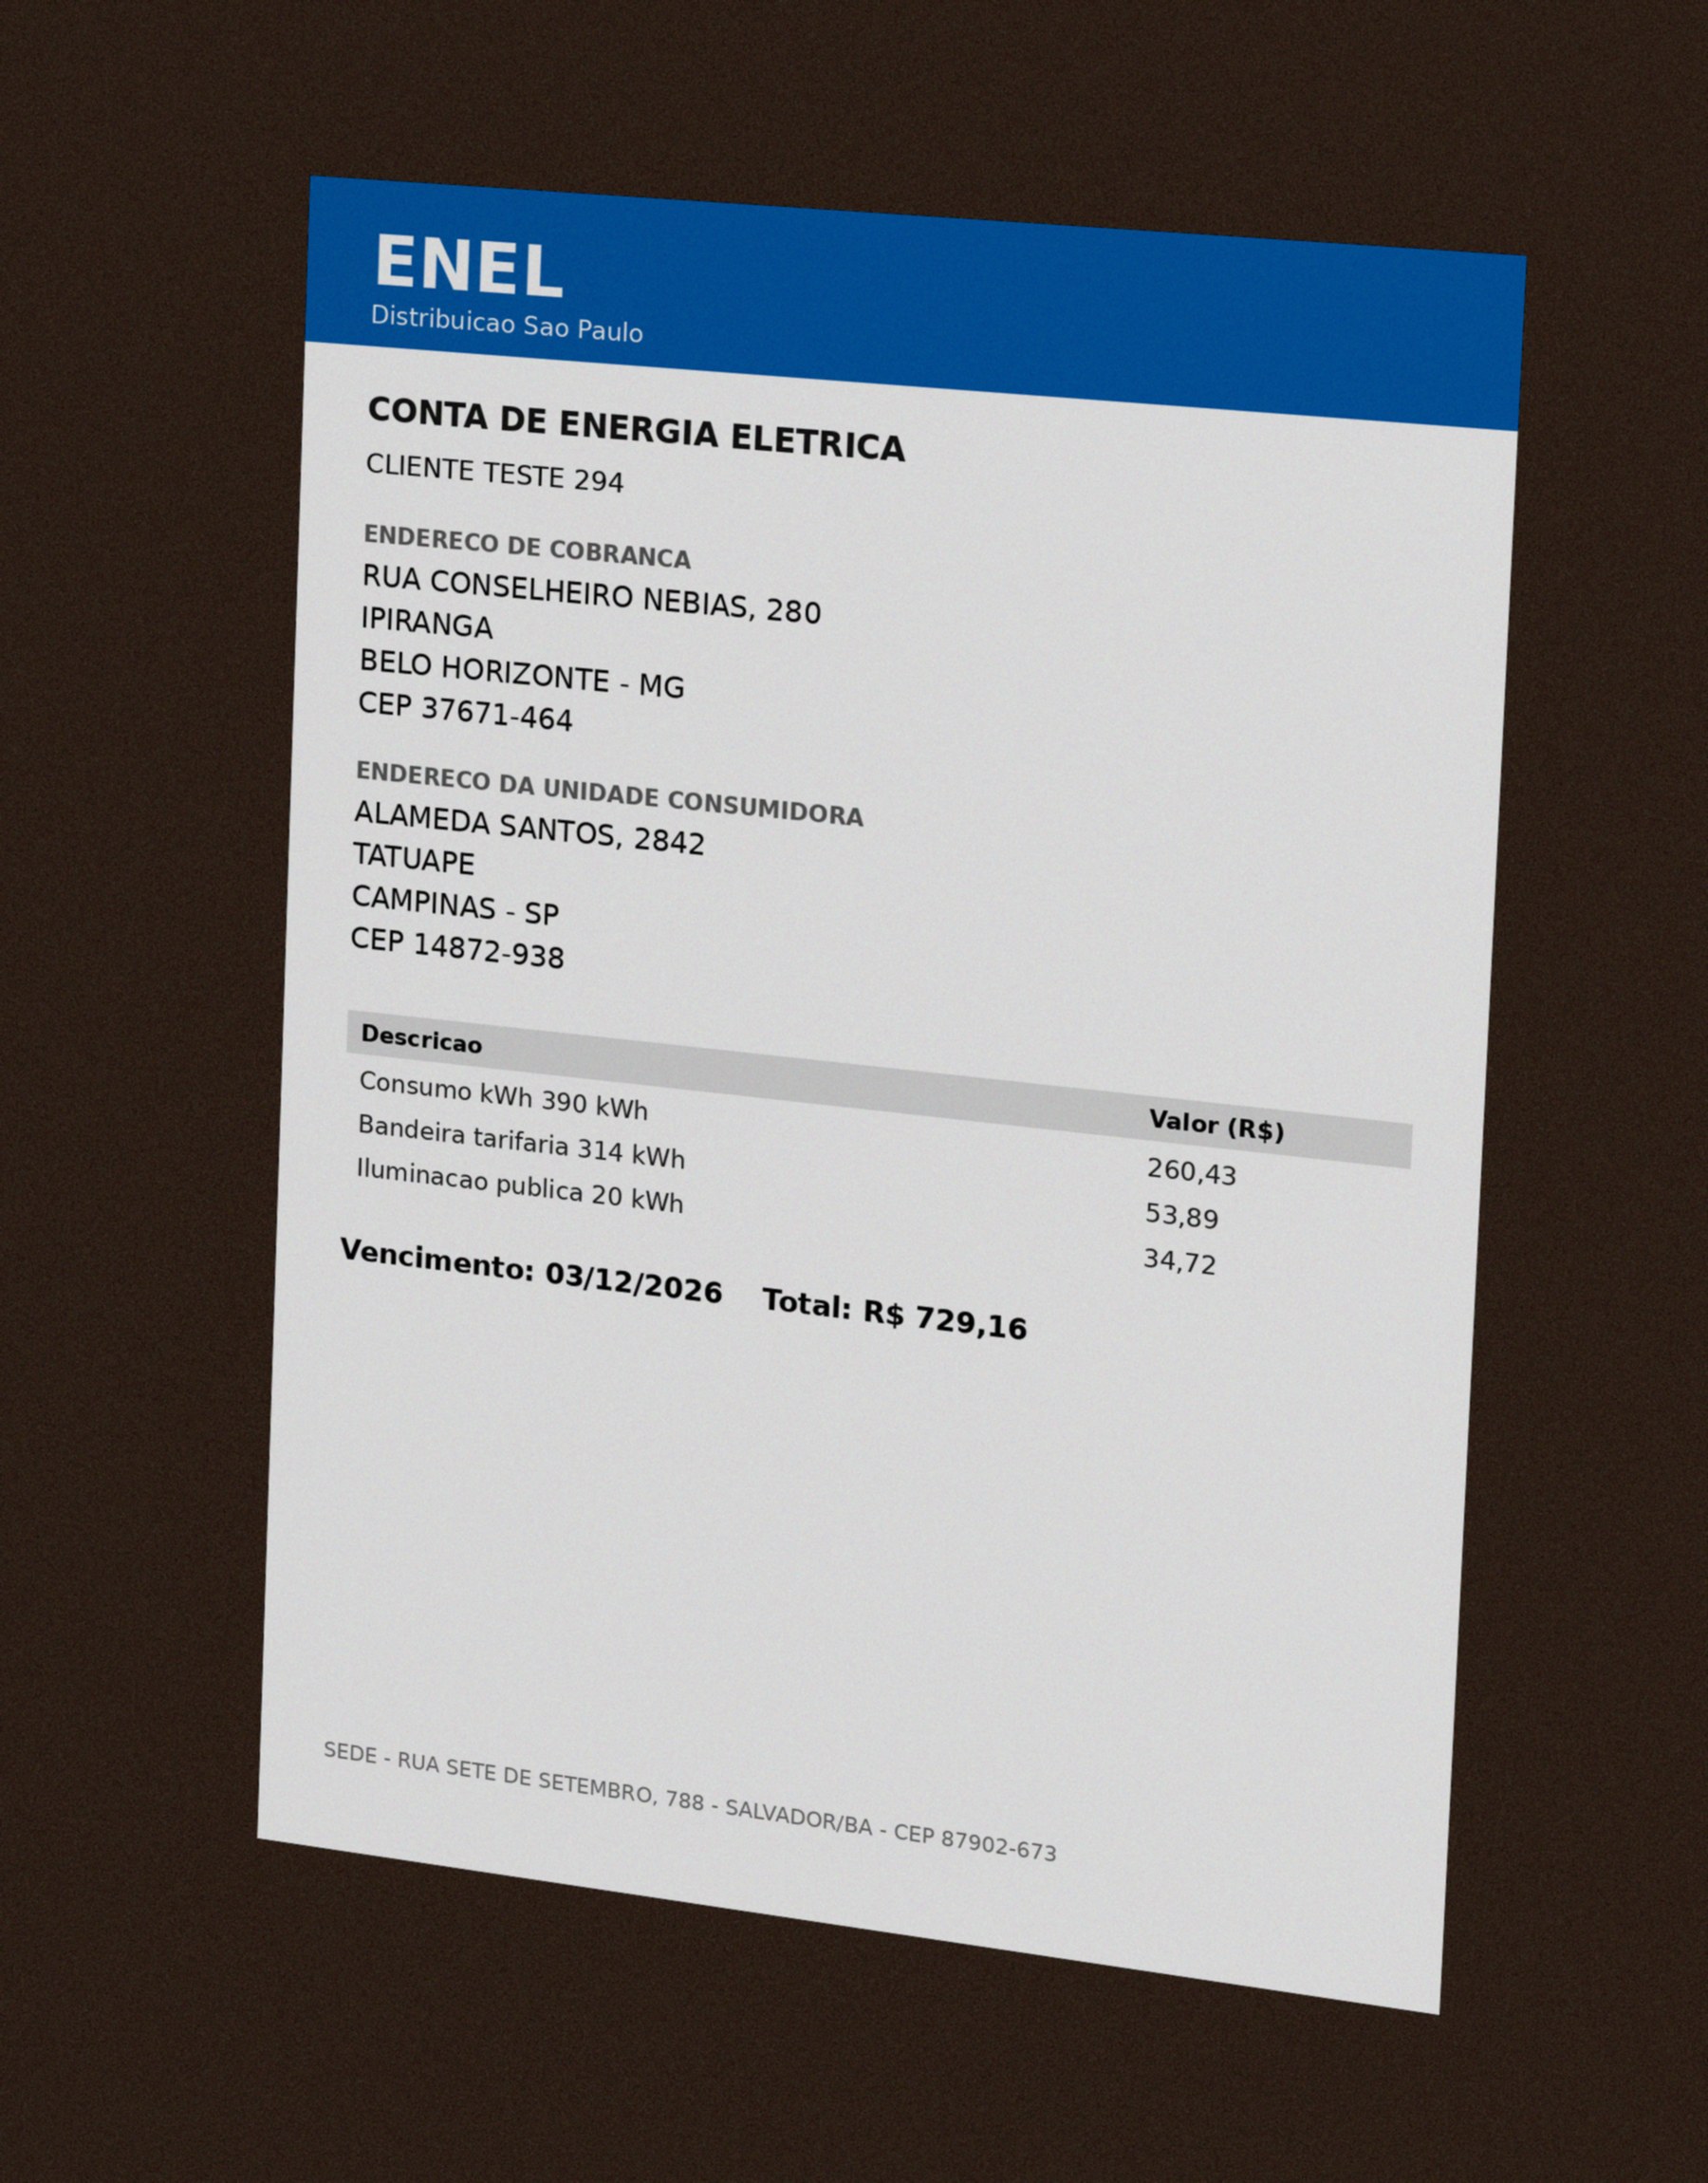 ENEL
Distribuicao Sao Paulo
CONTA DE ENERGIA ELETRICA
CLIENTE TESTE 294
ENDERECO DE COBRANCA
RUA CONSELHEIRO NEBIAS, 280
IPIRANGA
BELO HORIZONTE - MG
CEP 37671-464
ENDERECO DA UNIDADE CONSUMIDORA
ALAMEDA SANTOS, 2842
TATUAPE
CAMPINAS - SP
CEP 14872-938
Descricao Valor (R$)
Consumo kWh 390 kWh 260,43
Bandeira tarifaria 314 kWh 53,89
Iluminacao publica 20 kWh 34,72
Vencimento: 03/12/2026 Total: R$ 729,16
SEDE - RUA SETE DE SETEMBRO, 788 - SALVADOR/BA - CEP 87902-673